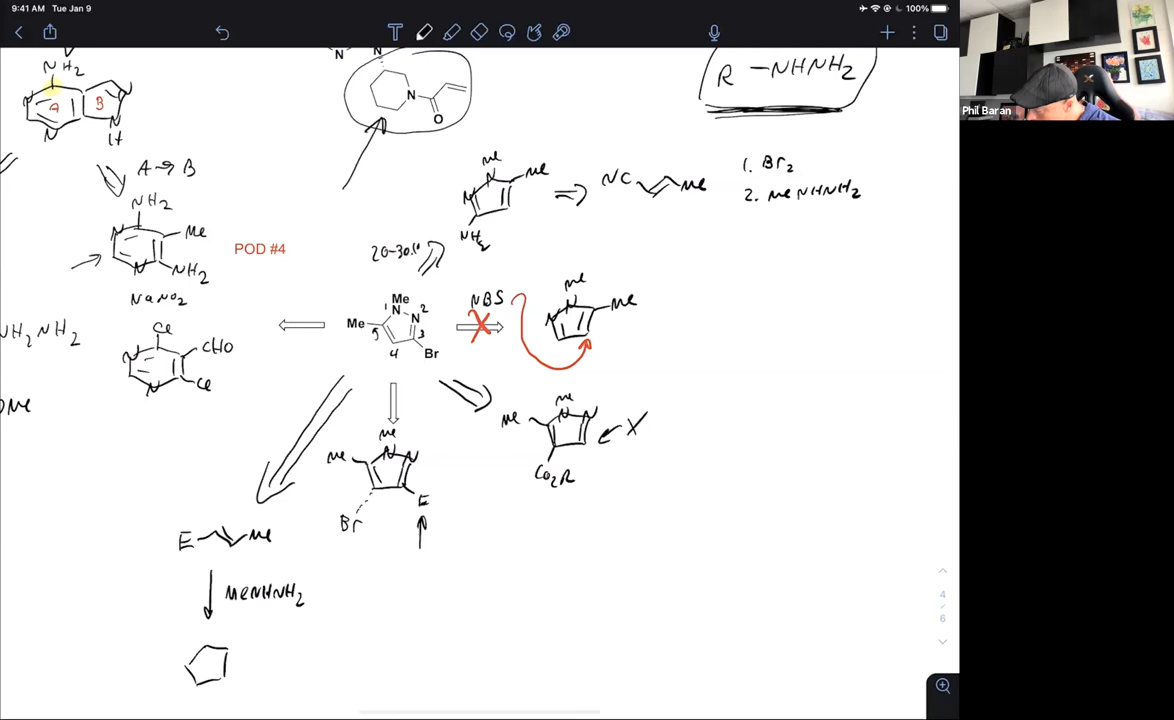 9:41 AM Tue Jan 9
100%
T
Phil Baran
NH2
N
A
B
N
N
H
A → B
NH2
N
Me
N
NH2
NaNO2
POD #4
Cl
N
CHO
N
Cl
NH2NH2
OMe
N
N
N
O
R -NHNH2
Me
N
Me
N
NH2
NC
Me
1. Br2
2. MeNHNH2
20-30%
Me
1
N
2
N
Me
5
3
4
Br
NBS
X
Me
N
Me
N
Me
Me
N
N
X
CO2R
Me
Me
N
N
E
Br
E
Me
MeNHNH2
4
/
6